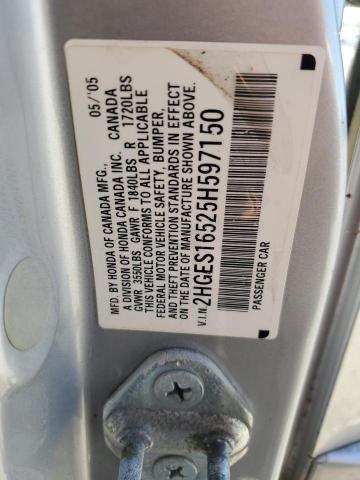 MFD. BY HONDA OF CANADA MFG., CANADA 05/'05
A DIVISION OF HONDA CANADA INC.
GVWR 3550LBS GAWR F 1840LBS R 1720LBS
THIS VEHICLE CONFORMS TO ALL APPLICABLE
FEDERAL MOTOR VEHICLE SAFETY, BUMPER,
AND THEFT PREVENTION STANDARDS IN EFFECT
ON THE DATE OF MANUFACTURE SHOWN ABOVE.
V.I.N. 2HGES16525H597150
PASSENGER CAR